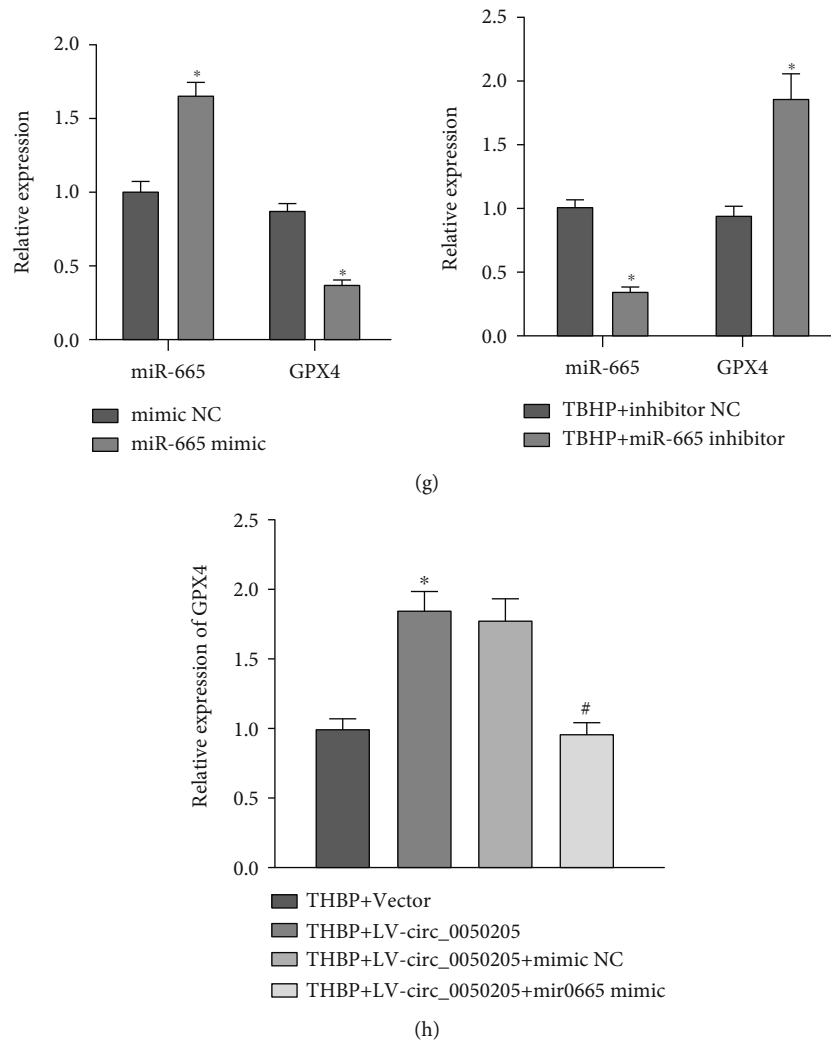 2.0
1.5
1.0
0.5
0.0
Relative expression
*
*
miR-665
GPX4
mimic NC
miR-665 mimic
2.5
2.0
1.5
1.0
0.5
0.0
Relative expression
*
*
miR-665
GPX4
TBHP+inhibitor NC
TBHP+miR-665 inhibitor
(g)
2.5
2.0
1.5
1.0
0.5
0.0
Relative expression of GPX4
*
#
THBP+Vector
THBP+LV-circ_0050205
THBP+LV-circ_0050205+mimic NC
THBP+LV-circ_0050205+mir0665 mimic
(h)